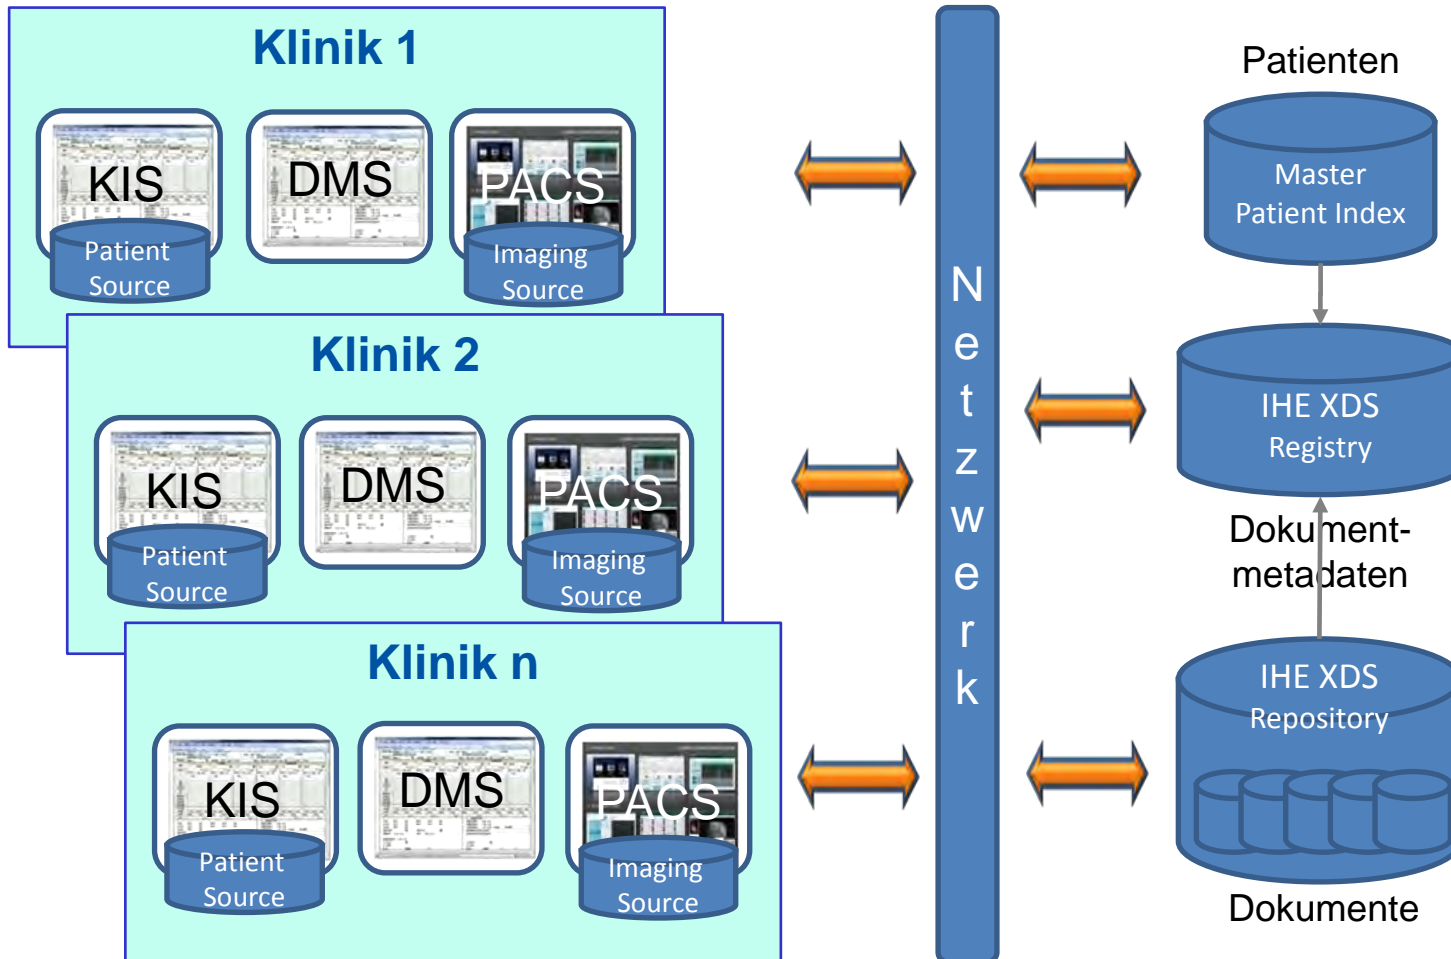 Klinik 1
KIS
Patient
Source
DMS
PACS
Imaging
Source
Klinik 2
KIS
Patient
Source
DMS
PACS
Imaging
Source
Klinik n
KIS
Patient
Source
DMS
PACS
Imaging
Source
Netzwerk
Patienten
Master
Patient Index
IHE XDS
Registry
Dokument-
metadaten
IHE XDS
Repository
Dokumente